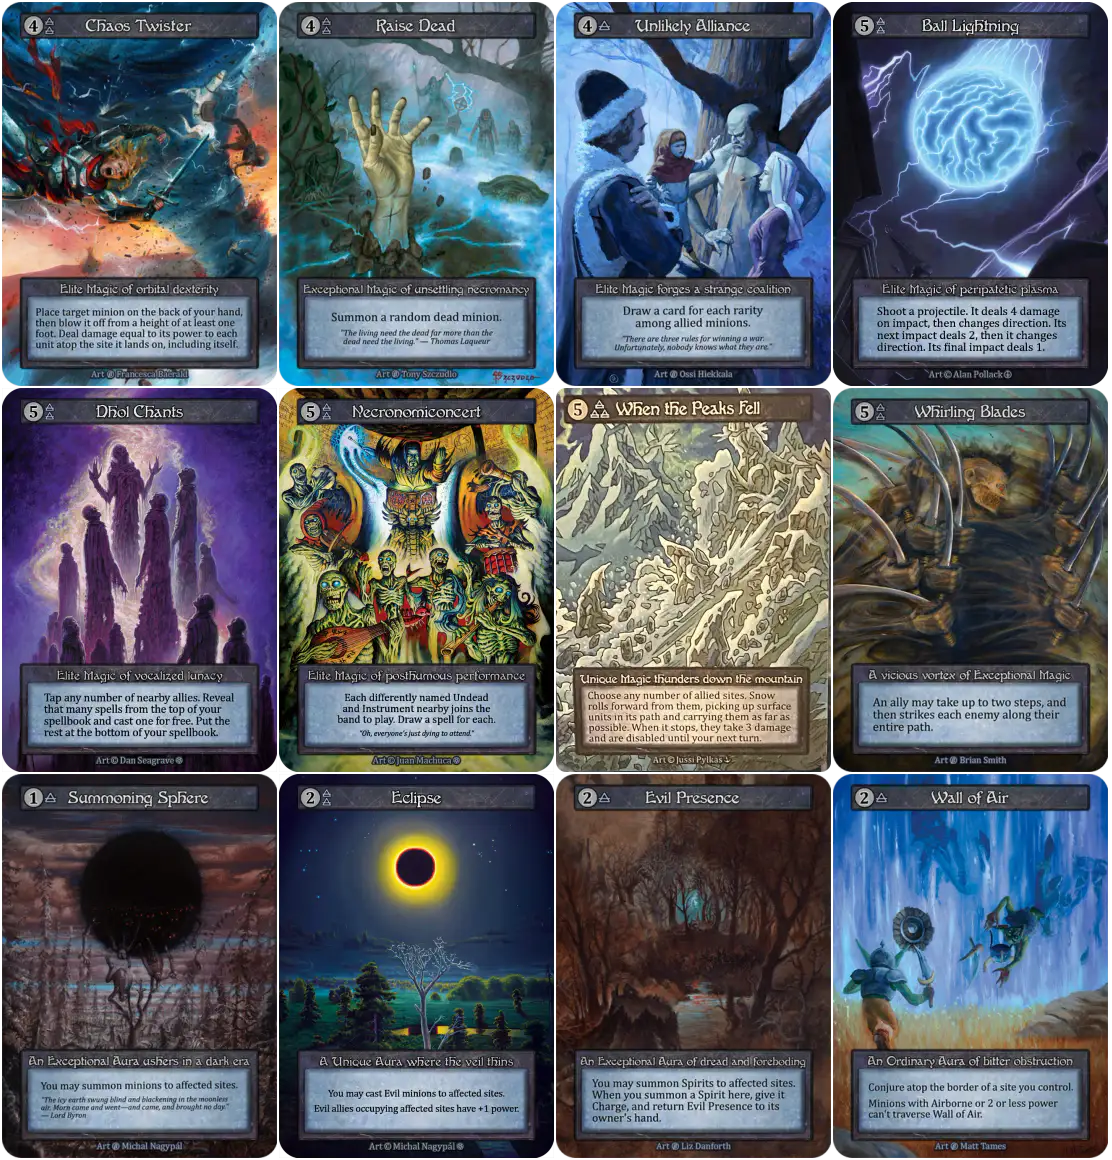 4 Chaos Twister
Elite Magic of orbital dexterity
Place target minion on the back of your hand,
then blow it off from a height of at least one
foot. Deal damage equal to its power to each
unit atop the site it lands on, including itself.
Art @ Francesca Baerald
4 Raise Dead
Exceptional Magic of unsettling necromancy
Summon a random dead minion.
"The living need the dead far more than the
dead need the living." — Thomas Laqueur
Art @ Tony Szczudlo
SZCZUDLO
4 Unlikely Alliance
Elite Magic forges a strange coalition
Draw a card for each rarity
among allied minions.
"There are three rules for winning a war.
Unfortunately, nobody knows what they are."
Art @ Ossi Hiekkala
5 Ball Lightning
Elite Magic of peripatetic plasma
Shoot a projectile. It deals 4 damage
on impact, then changes direction. Its
next impact deals 2, then it changes
direction. Its final impact deals 1.
Art © Alan Pollack
5 Dhol Chants
Elite Magic of vocalized lunacy
Tap any number of nearby allies. Reveal
that many spells from the top of your
spellbook and cast one for free. Put the
rest at the bottom of your spellbook.
Art © Dan Seagrave
5 Necronomiconcert
Elite Magic of posthumous performance
Each differently named Undead
and Instrument nearby joins the
band to play. Draw a spell for each.
"Oh, everyone's just dying to attend."
Art © Juan Machuca
5 When the Peaks Fell
Unique Magic thunders down the mountain
Choose any number of allied sites. Snow
rolls forward from them, picking up surface
units in its path and carrying them as far as
possible. When it stops, they take 3 damage
and are disabled until your next turn.
Art © Jussi Pylkäs
5 Whirling Blades
A vicious vortex of Exceptional Magic
An ally may take up to two steps, and
then strikes each enemy along their
entire path.
Art @ Brian Smith
1 Summoning Sphere
An Exceptional Aura ushers in a dark era
You may summon minions to affected sites.
"The icy earth swung blind and blackening in the moonless
air. Morn came and went—and came, and brought no day."
— Lord Byron
Art @ Michal Nagypál
2 Eclipse
A Unique Aura where the veil thins
You may cast Evil minions to affected sites.
Evil allies occupying affected sites have +1 power.
Art © Michal Nagypál
2 Evil Presence
An Exceptional Aura of dread and foreboding
You may summon Spirits to affected sites.
When you summon a Spirit here, give it
Charge, and return Evil Presence to its
owner's hand.
Art @ Liz Danforth
2 Wall of Air
An Ordinary Aura of bitter obstruction
Conjure atop the border of a site you control.
Minions with Airborne or 2 or less power
can't traverse Wall of Air.
Art @ Matt Tames